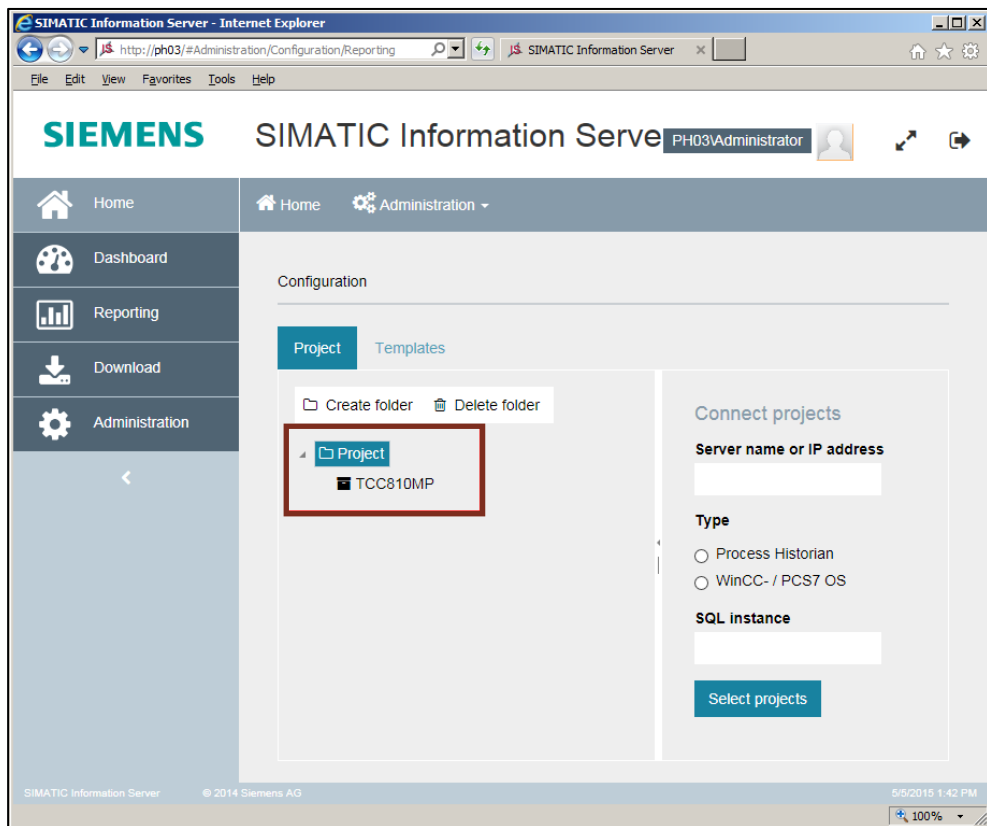 SIMATIC Information Server - Internet Explorer
http://ph03/#Administration/Configuration/Reporting
SIMATIC Information Server
File Edit View Favorites Tools Help
SIEMENS SIMATIC Information Serve PH03\Administrator
Home
Dashboard
Reporting
Download
Administration
Home Administration
Configuration
Project Templates
Create folder Delete folder
Project
TCC810MP
Connect projects
Server name or IP address
Type
Process Historian
WinCC- / PCS7 OS
SQL instance
Select projects
SIMATIC Information Server © 2014 Siemens AG 5/5/2015 1:42 PM
100%